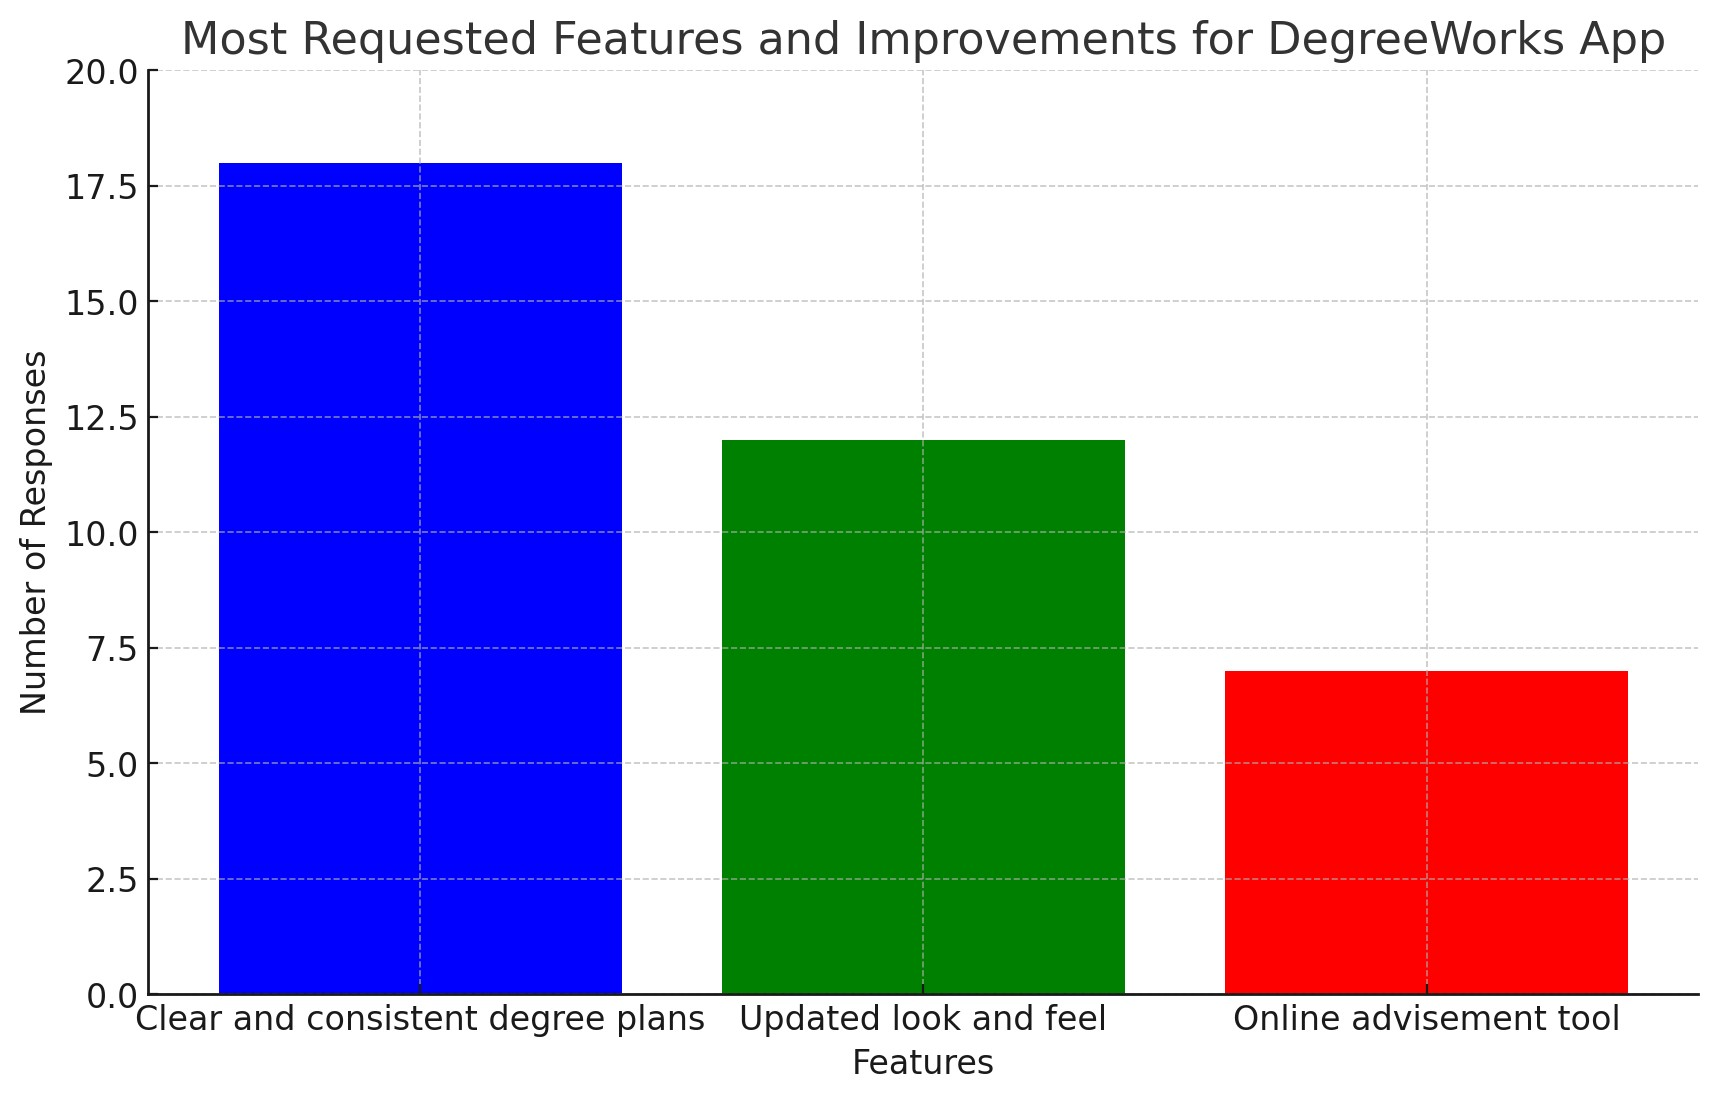 Most Requested Features and Improvements for DegreeWorks App
20.0
17.5
15.0
12.5
10.0
7.5
5.0
2.5
0.0
Number of Responses
Clear and consistent degree plans
Updated look and feel
Online advisement tool
Features